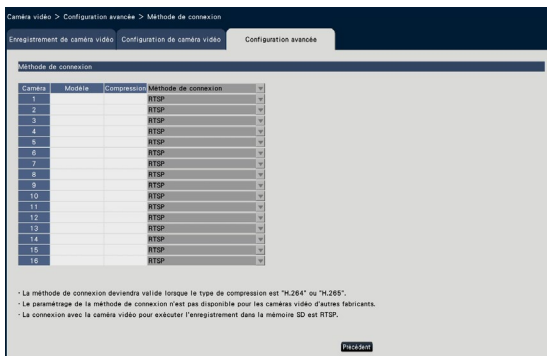 Caméra vidéo > Configuration avancée > Méthode de connexion
Enregistrement de caméra vidéo Configuration de caméra vidéo Configuration avancée
Méthode de connexion
Caméra Modèle Compression Méthode de connexion
1 RTSP
2 RTSP
3 RTSP
4 RTSP
5 RTSP
6 RTSP
7 RTSP
8 RTSP
9 RTSP
10 RTSP
11 RTSP
12 RTSP
13 RTSP
14 RTSP
15 RTSP
16 RTSP
· La méthode de connexion deviendra valide lorsque le type de compression est "H.264" ou "H.265".
· Le paramétrage de la méthode de connexion n'est pas disponible pour les caméras vidéo d'autres fabricants.
· La connexion avec la caméra vidéo pour exécuter l'enregistrement dans la mémoire SD est RTSP.
Précédent